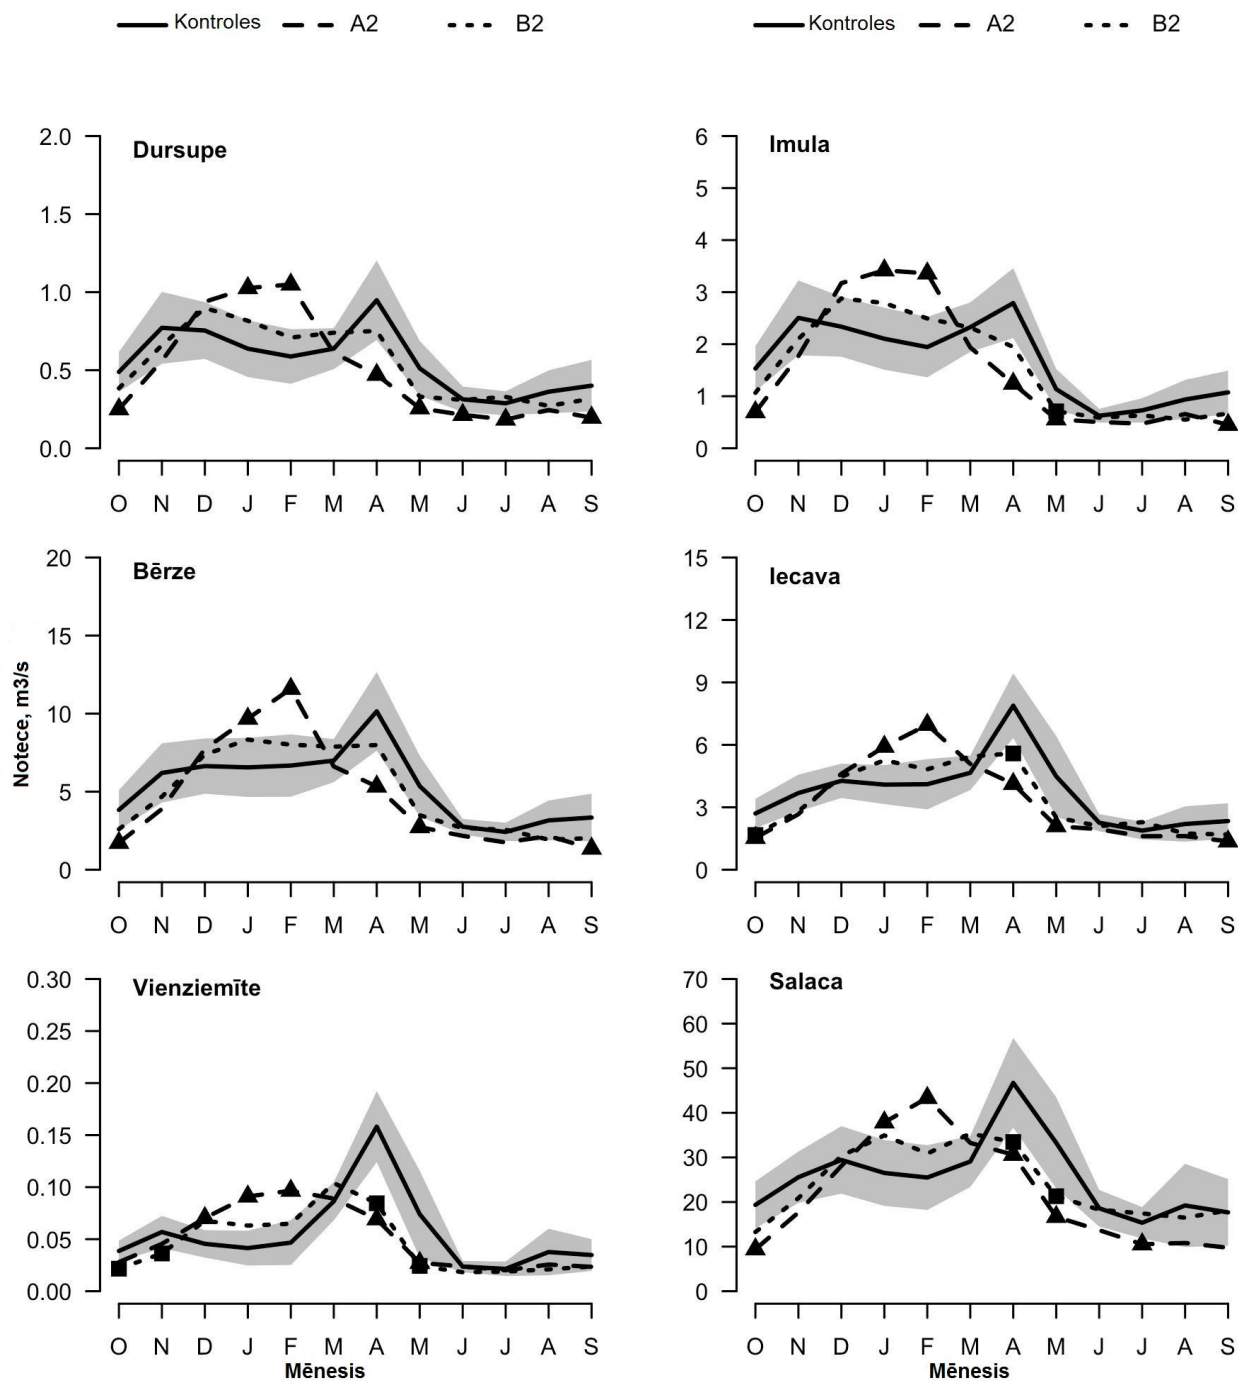 Kontroles A2 B2 Kontroles A2 B2
Dursupe
2.0
1.5
1.0
0.5
0.0
O N D J F M A M J J A S
Imula
6
5
4
3
2
1
0
O N D J F M A M J J A S
Notece, m3/s
Bērze
20
15
10
5
0
O N D J F M A M J J A S
Iecava
15
12
9
6
3
0
O N D J F M A M J J A S
Vienziemīte
0.30
0.25
0.20
0.15
0.10
0.05
0.00
O N D J F M A M J J A S
Mēnesis
Salaca
70
60
50
40
30
20
10
0
O N D J F M A M J J A S
Mēnesis